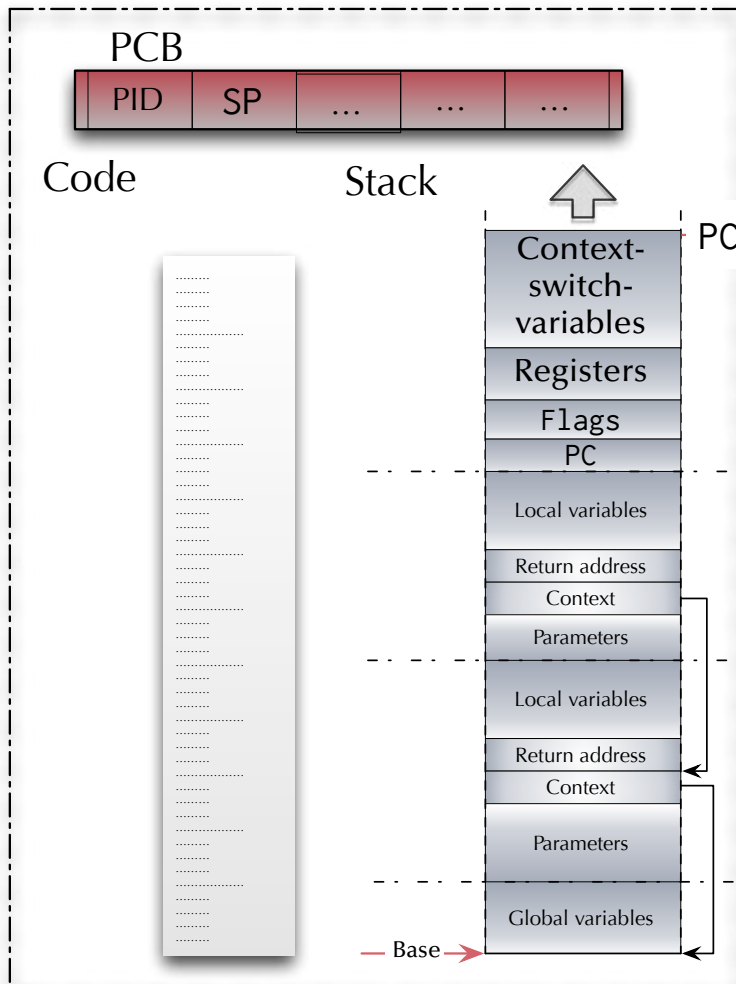 PCB
PID SP ... ... ...
Code Stack
PC
Context-
switch-
variables
Registers
Flags
PC
Local variables
Return address
Context
Parameters
Local variables
Return address
Context
Parameters
Global variables
Base